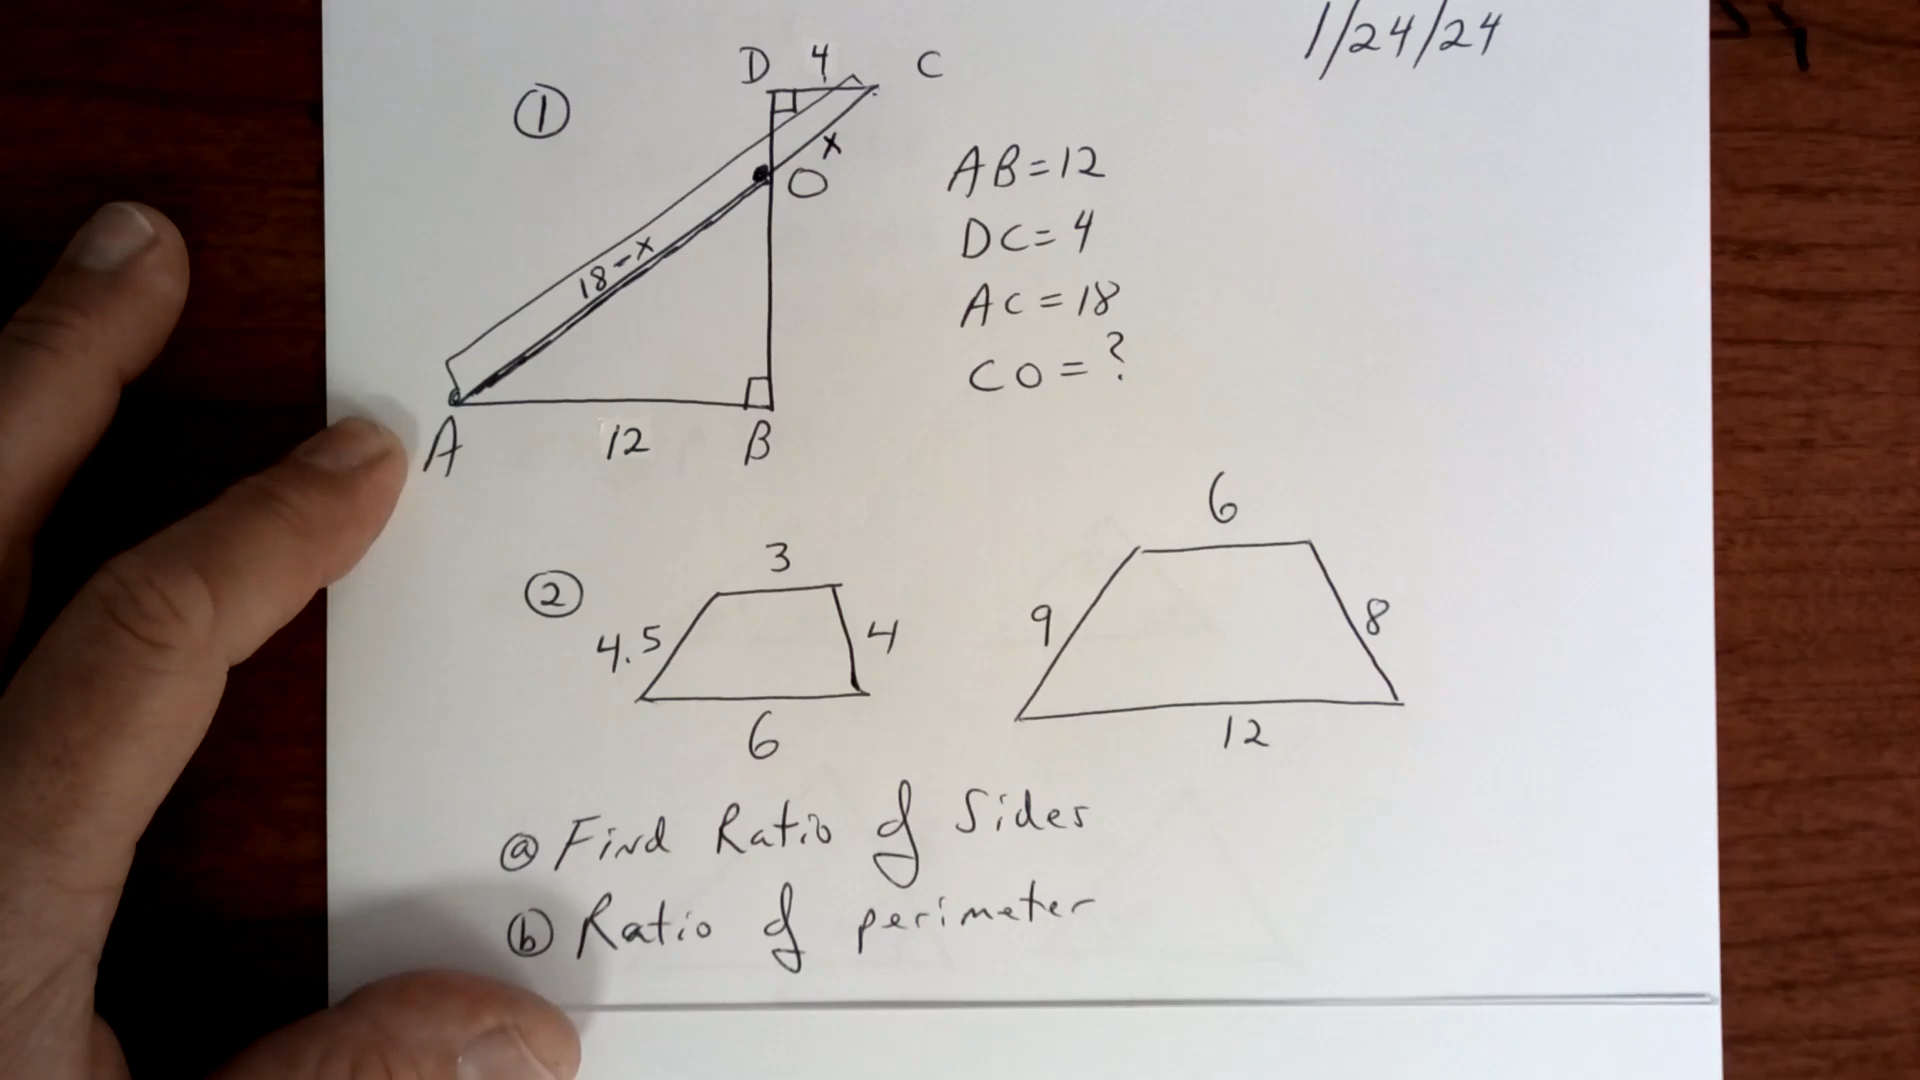 1/24/24
①
D 4 C
x
O
18-x
A 12 B
AB=12
DC=4
AC=18
CO=?
②
3
4.5
4
6
6
9
8
12
ⓐ Find Ratio of Sides
ⓑ Ratio of perimeter